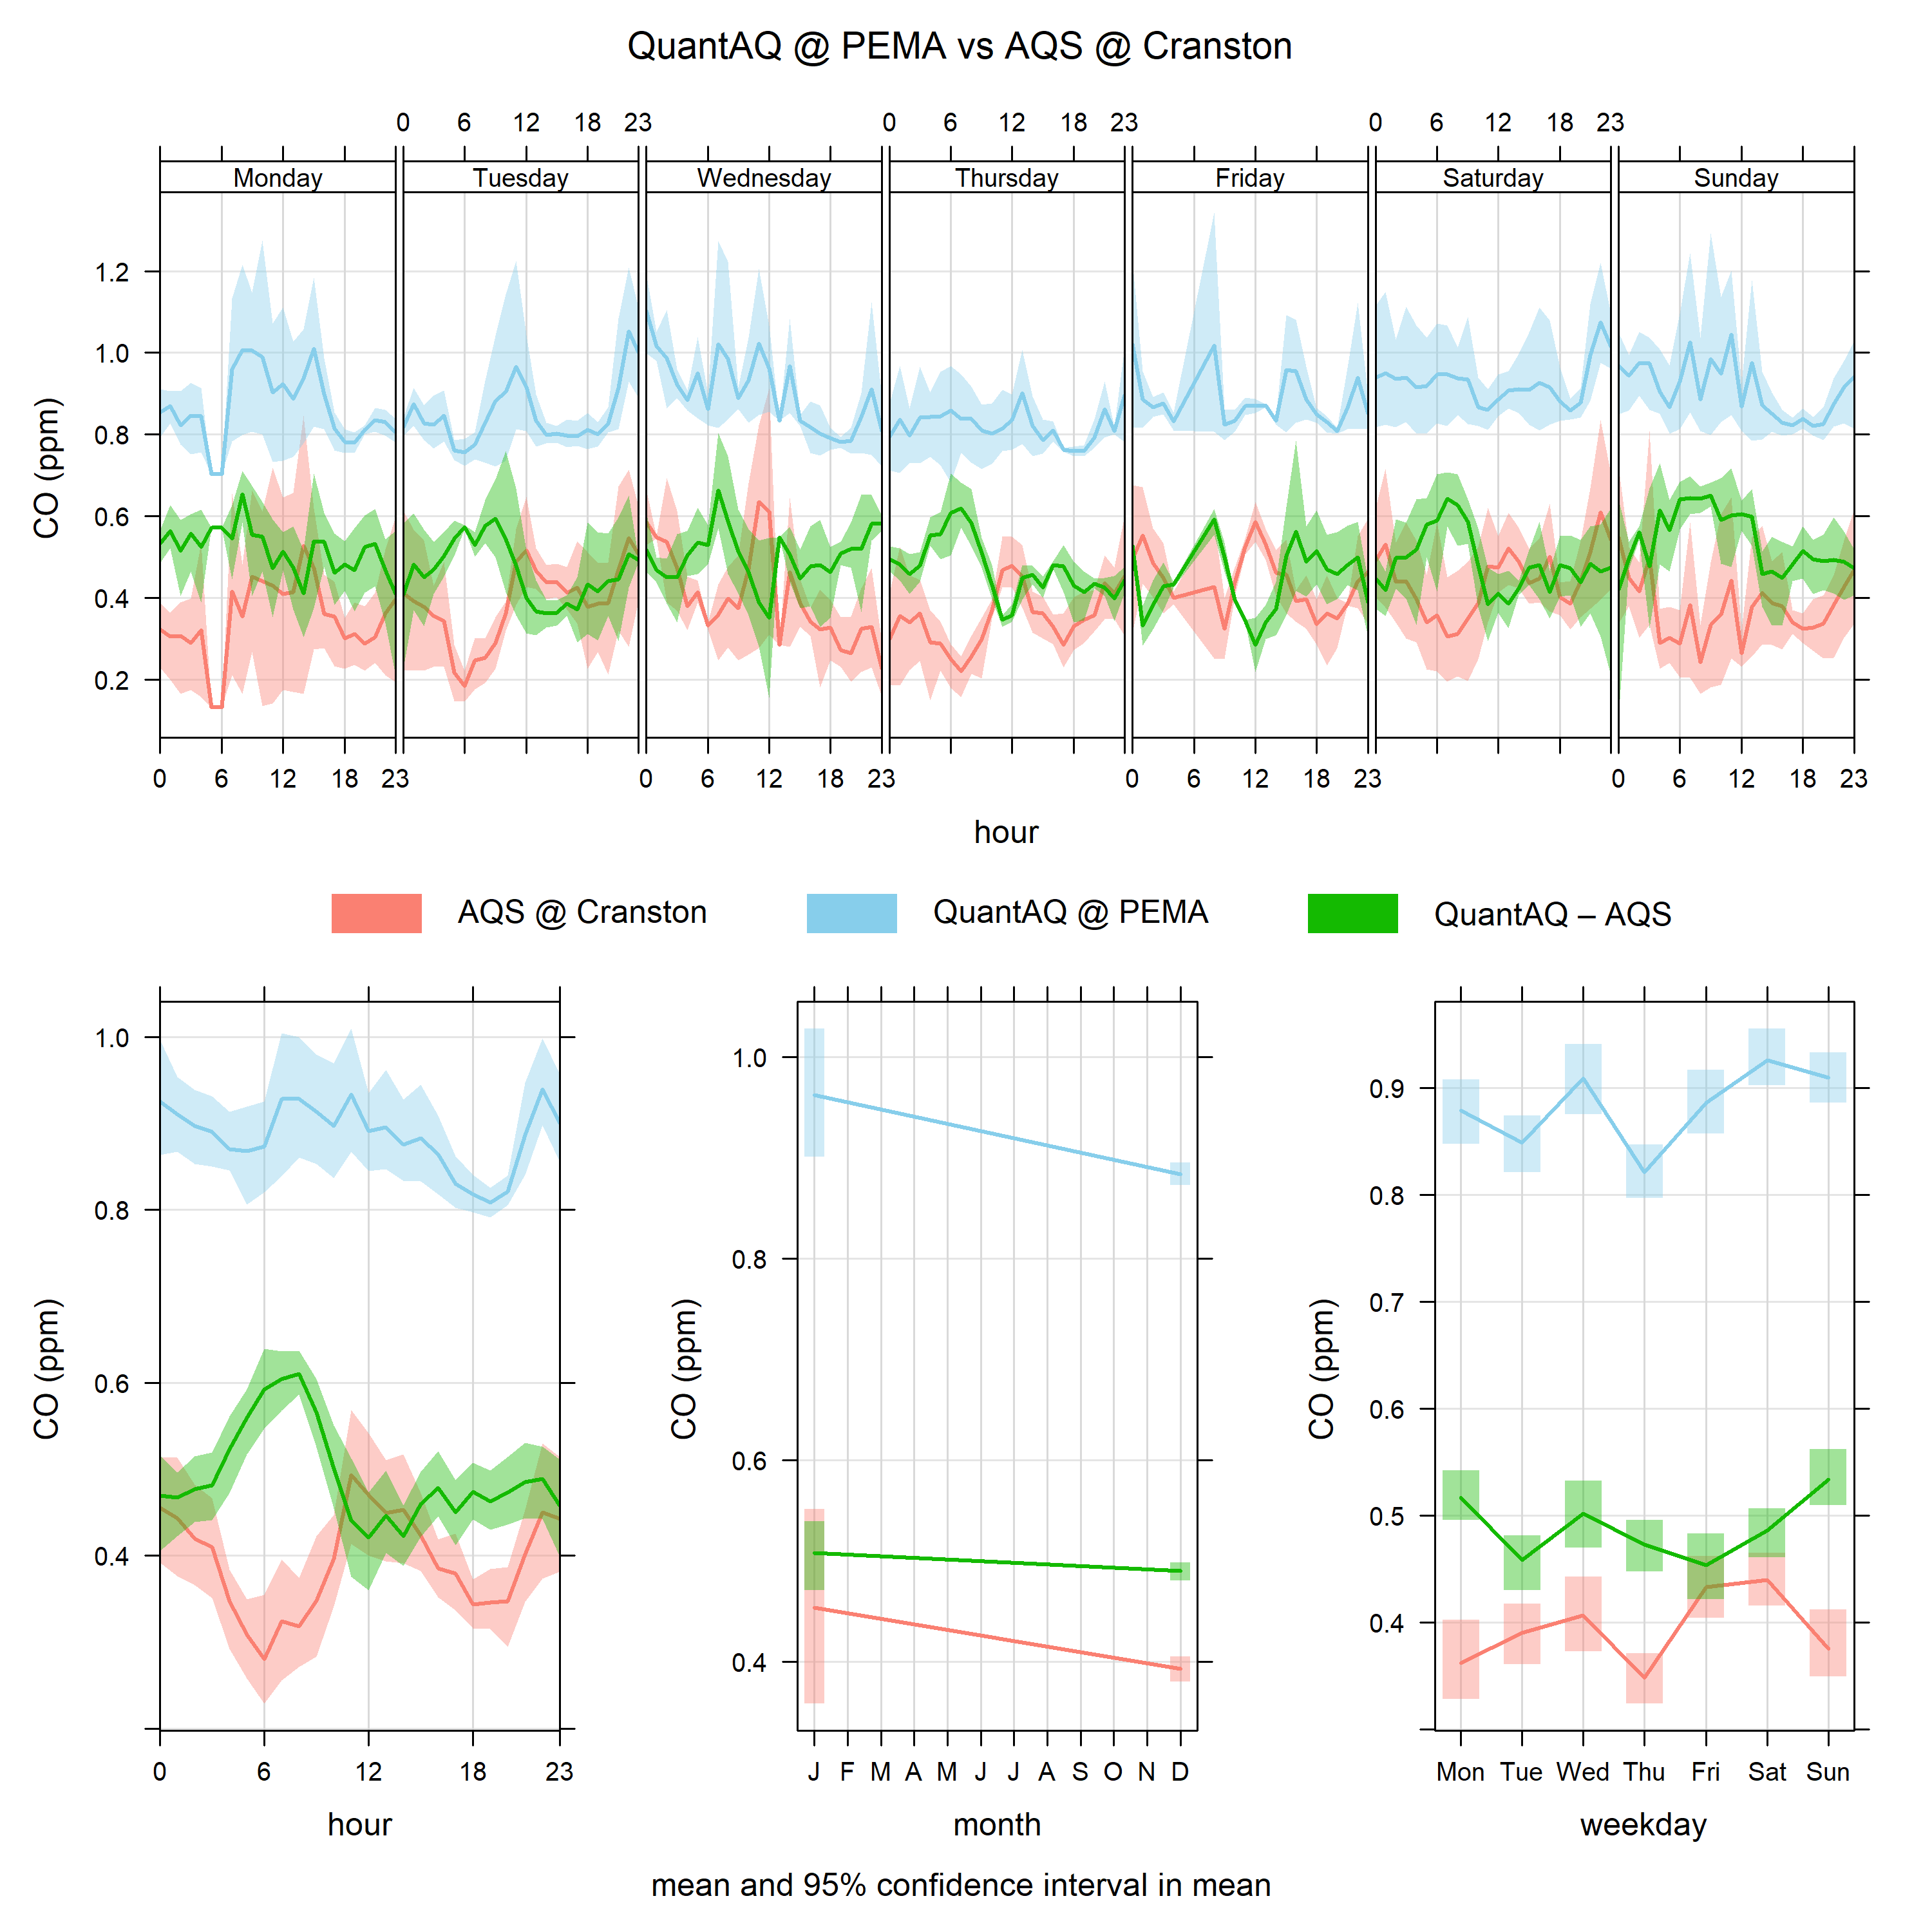 QuantAQ @ PEMA vs AQS @ Cranston
0 6 12 18 23 0 6 12 18 23 0 6 12 18 23
Monday Tuesday Wednesday Thursday Friday Saturday Sunday
1.2
1.0
0.8
0.6
0.4
0.2
CO (ppm)
0 6 12 18 23 0 6 12 18 23 0 6 12 18 23 0 6 12 18 23
hour
AQS @ Cranston QuantAQ @ PEMA QuantAQ – AQS
1.0
0.8
0.6
0.4
CO (ppm)
0 6 12 18 23
hour
1.0
0.8
0.6
0.4
CO (ppm)
J F M A M J J A S O N D
month
0.9
0.8
0.7
0.6
0.5
0.4
CO (ppm)
Mon Tue Wed Thu Fri Sat Sun
weekday
mean and 95% confidence interval in mean